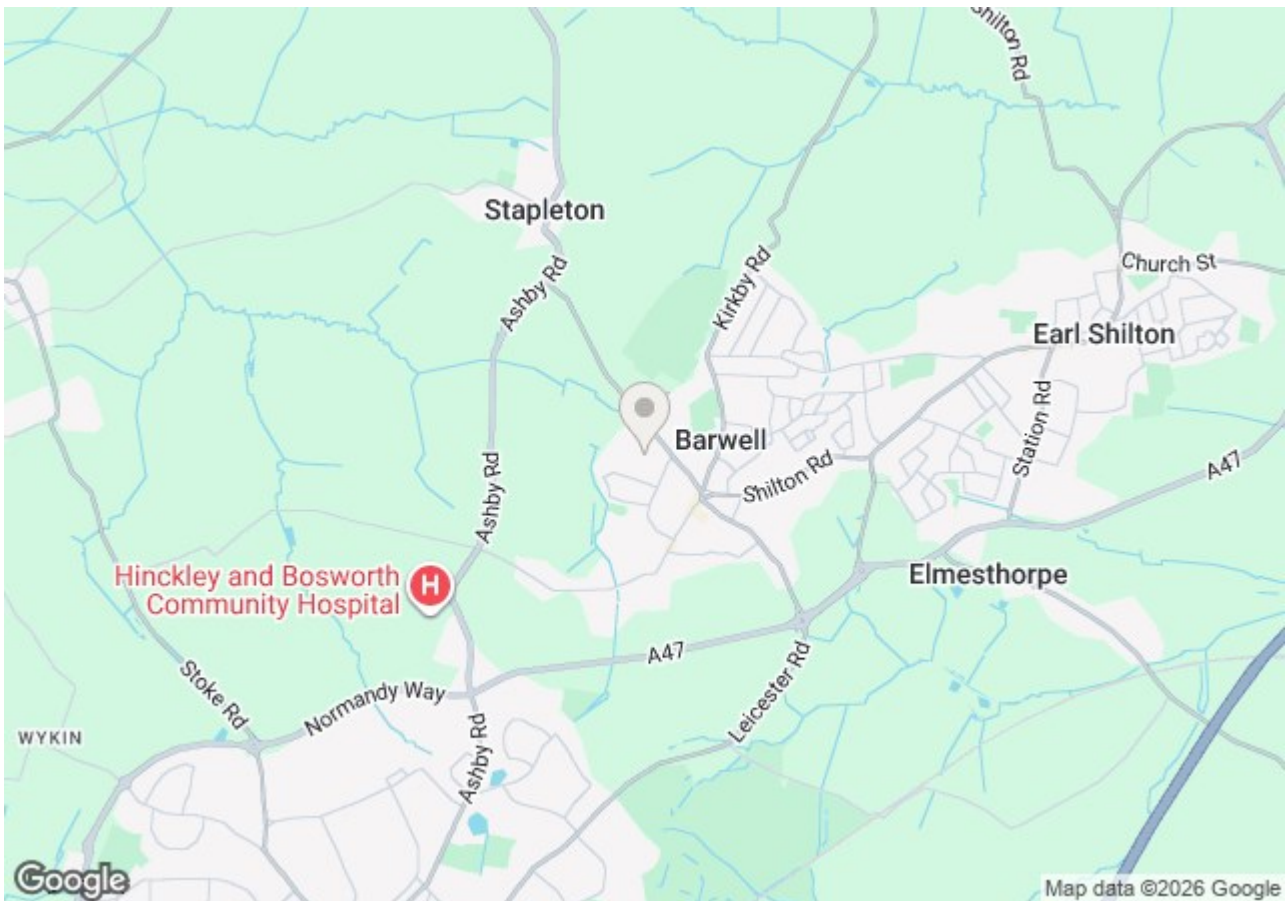 Shilton Rd
Stapleton
Church St
Ashby Rd
Kirkby Rd
Earl Shilton
Barwell
Station Rd
A47
Shilton Rd
Ashby Rd
Hinckley and Bosworth
Community Hospital
H
Elmesthorpe
A47
Stoke Rd
Normandy Way
Leicester Rd
WYKIN
Ashby Rd
Google
Map data ©2026 Google